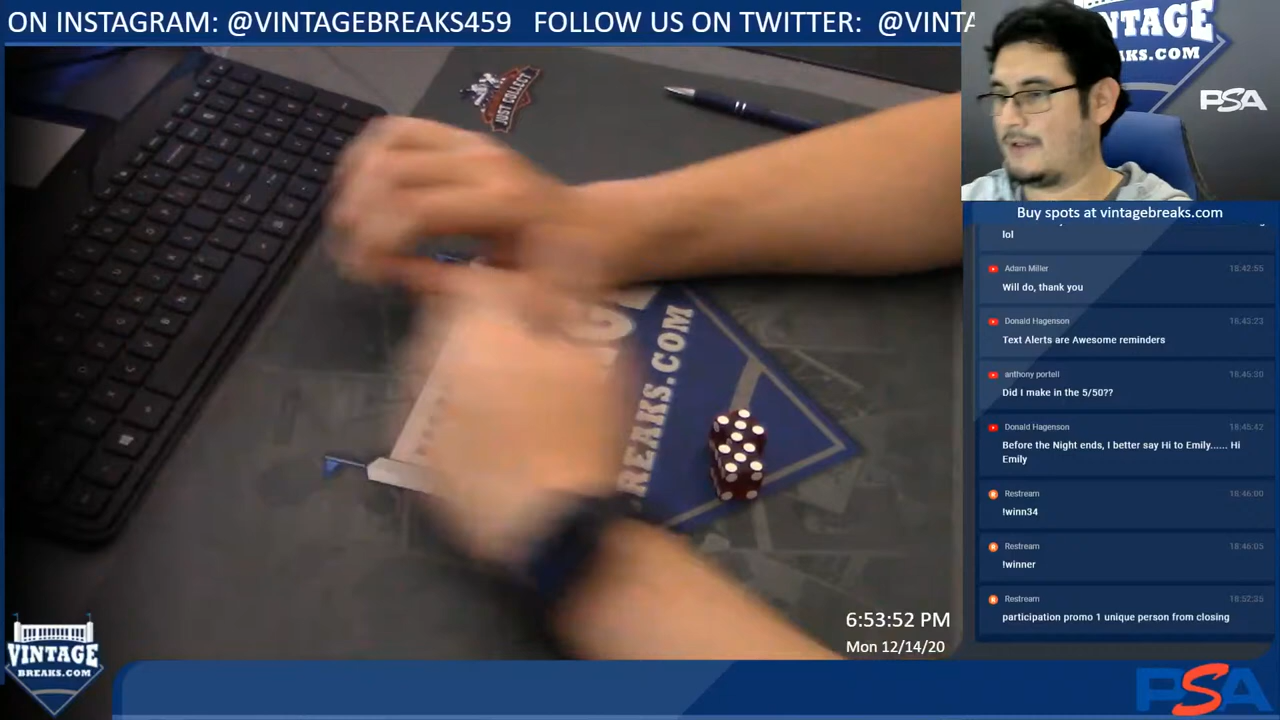 ON INSTAGRAM: @VINTAGEBREAKS459 FOLLOW US ON TWITTER: @VINTA
JUST COLLECT
VINTAGE
KS.COM
PSA
Buy spots at vintagebreaks.com
lol
Adam Miller 18:42:55
Will do, thank you
Donald Hagenson 18:43:23
Text Alerts are Awesome reminders
anthony portell 18:45:30
Did I make in the 5/50??
Donald Hagenson 18:45:42
Before the Night ends, I better say Hi to Emily...... Hi
Emily
Restream 18:46:00
!winn34
Restream 18:46:05
!winner
Restream 18:52:35
participation promo 1 unique person from closing
REAKS.COM
6:53:52 PM
Mon 12/14/20
VINTAGE
BREAKS.COM
PSA